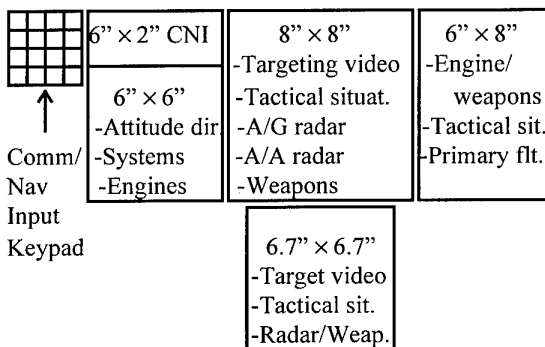 6” × 2” CNI
6” × 6”
-Attitude dir.
-Systems
-Engines
8” × 8”
-Targeting video
-Tactical situat.
-A/G radar
-A/A radar
-Weapons
6” × 8”
-Engine/
weapons
-Tactical sit.
-Primary flt.
Comm/
Nav
Input
Keypad
6.7” × 6.7”
-Target video
-Tactical sit.
-Radar/Weap.